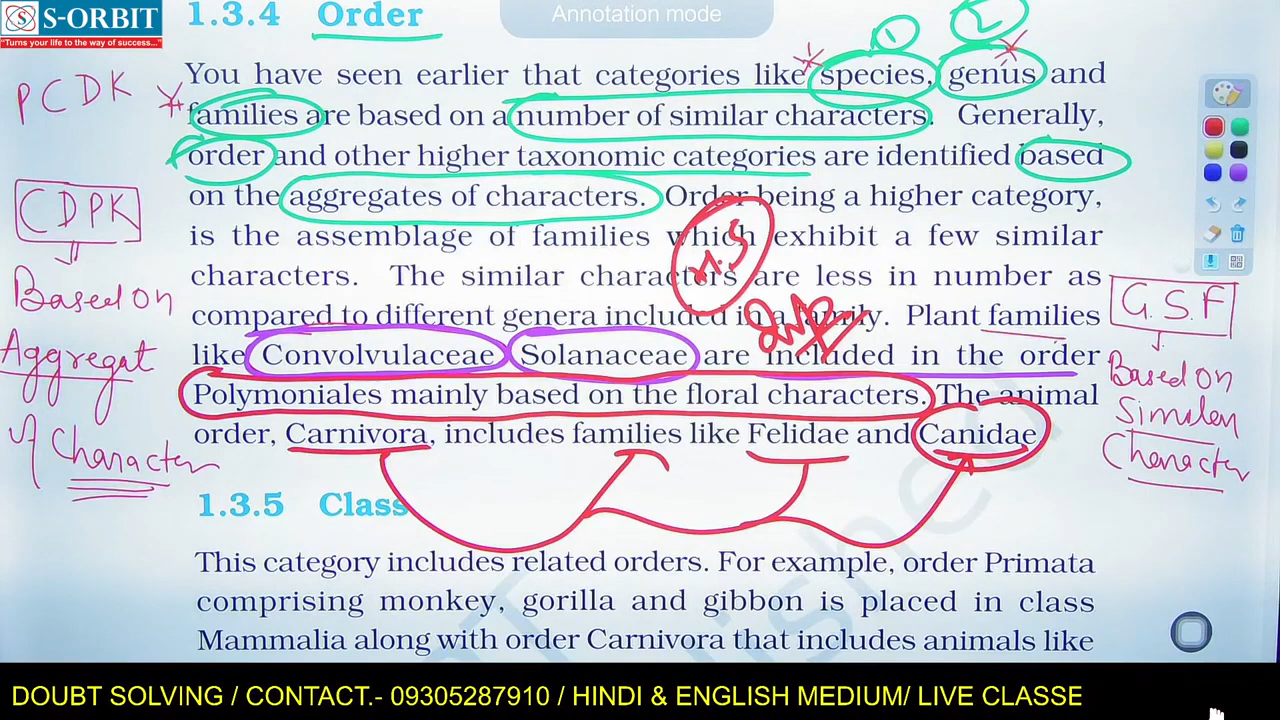 S-ORBIT
"Turns your life to the way of success..."
Annotation mode
1.3.4 Order
1
2
P C D K
You have seen earlier that categories like species, genus and
families are based on a number of similar characters. Generally,
order and other higher taxonomic categories are identified based
on the aggregates of characters. Order being a higher category,
is the assemblage of families which exhibit a few similar
characters. The similar characters are less in number as
compared to different genera included in a family. Plant families
like Convolvulaceae, Solanaceae are included in the order
Polymoniales mainly based on the floral characters. The animal
order, Carnivora, includes families like Felidae and Canidae.
CDPK
Based on
Aggregat
of Character
G.S.F
Based on
Similar
Character
1.3.5 Class
This category includes related orders. For example, order Primata
comprising monkey, gorilla and gibbon is placed in class
Mammalia along with order Carnivora that includes animals like
DOUBT SOLVING / CONTACT.- 09305287910 / HINDI & ENGLISH MEDIUM/ LIVE CLASSE